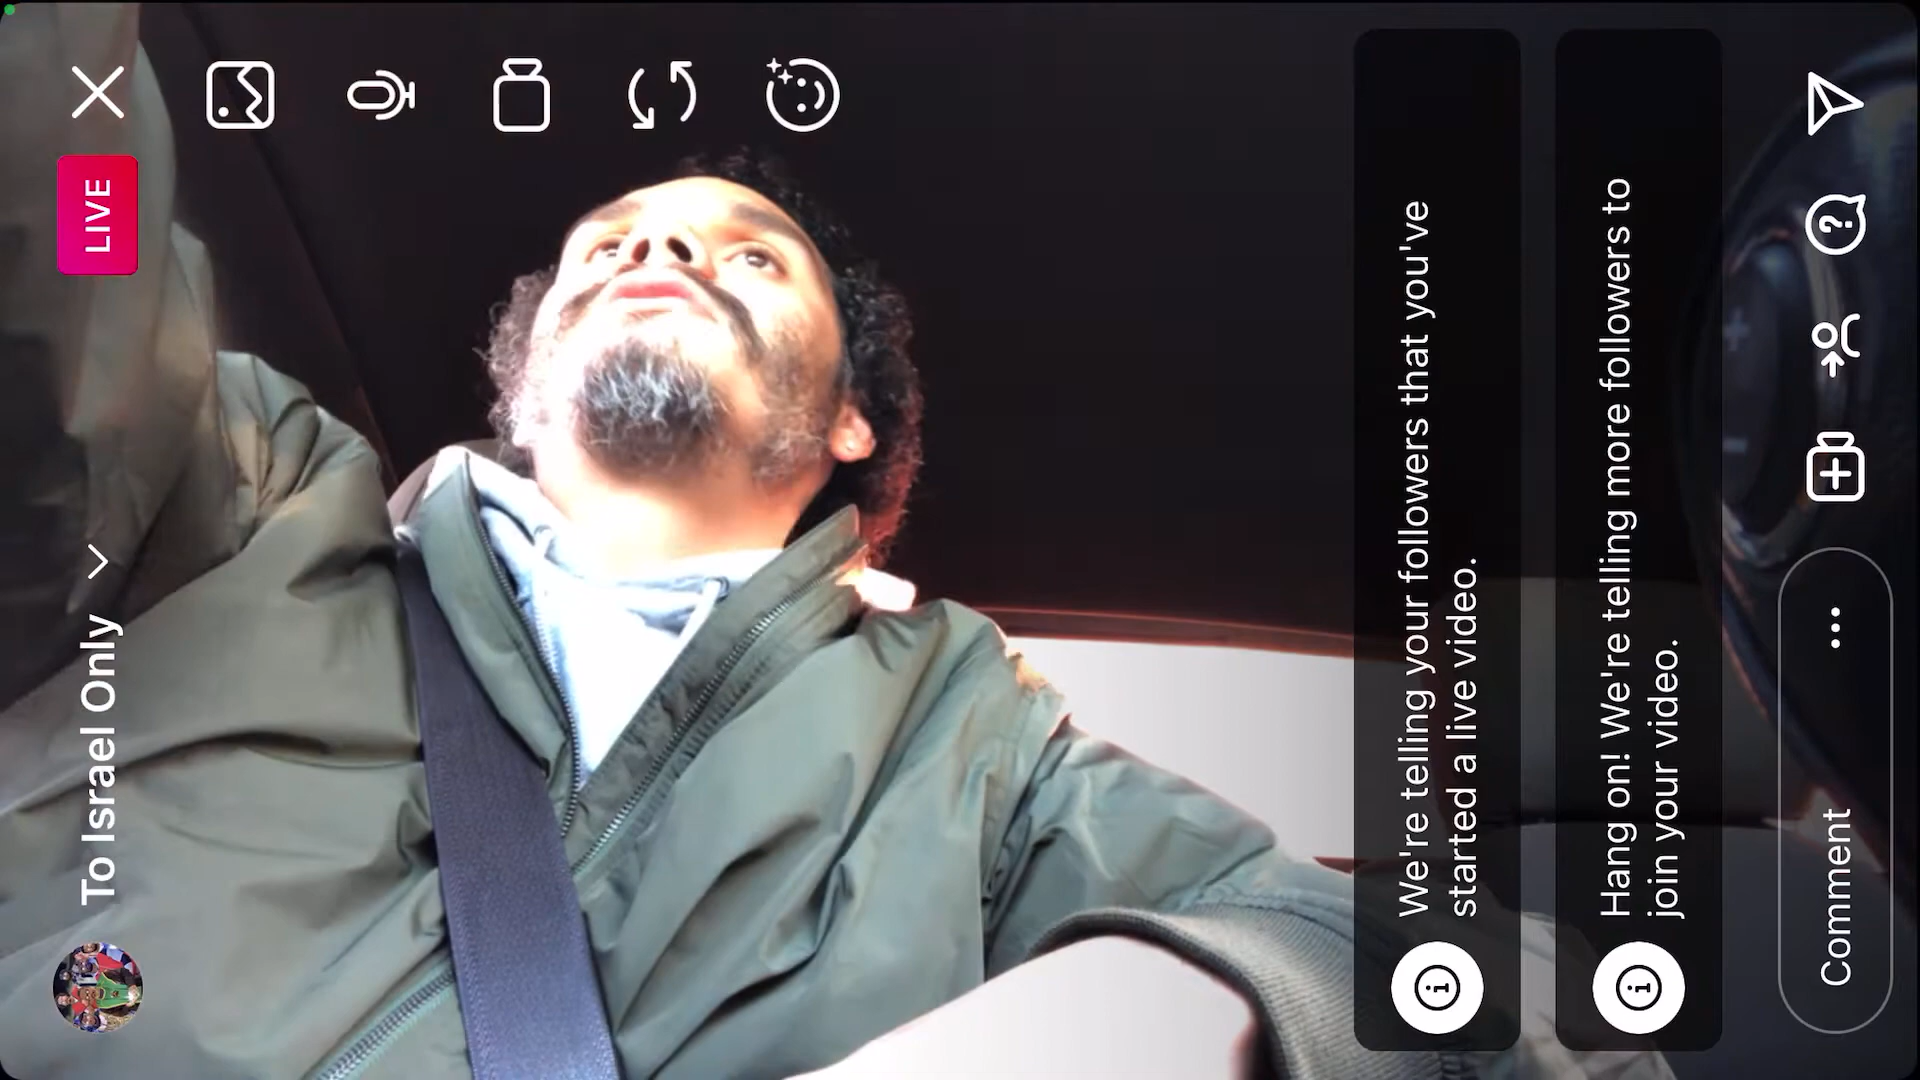 To Israel Only
LIVE
We're telling your followers that you've
started a live video.
Hang on! We're telling more followers to
join your video.
Comment